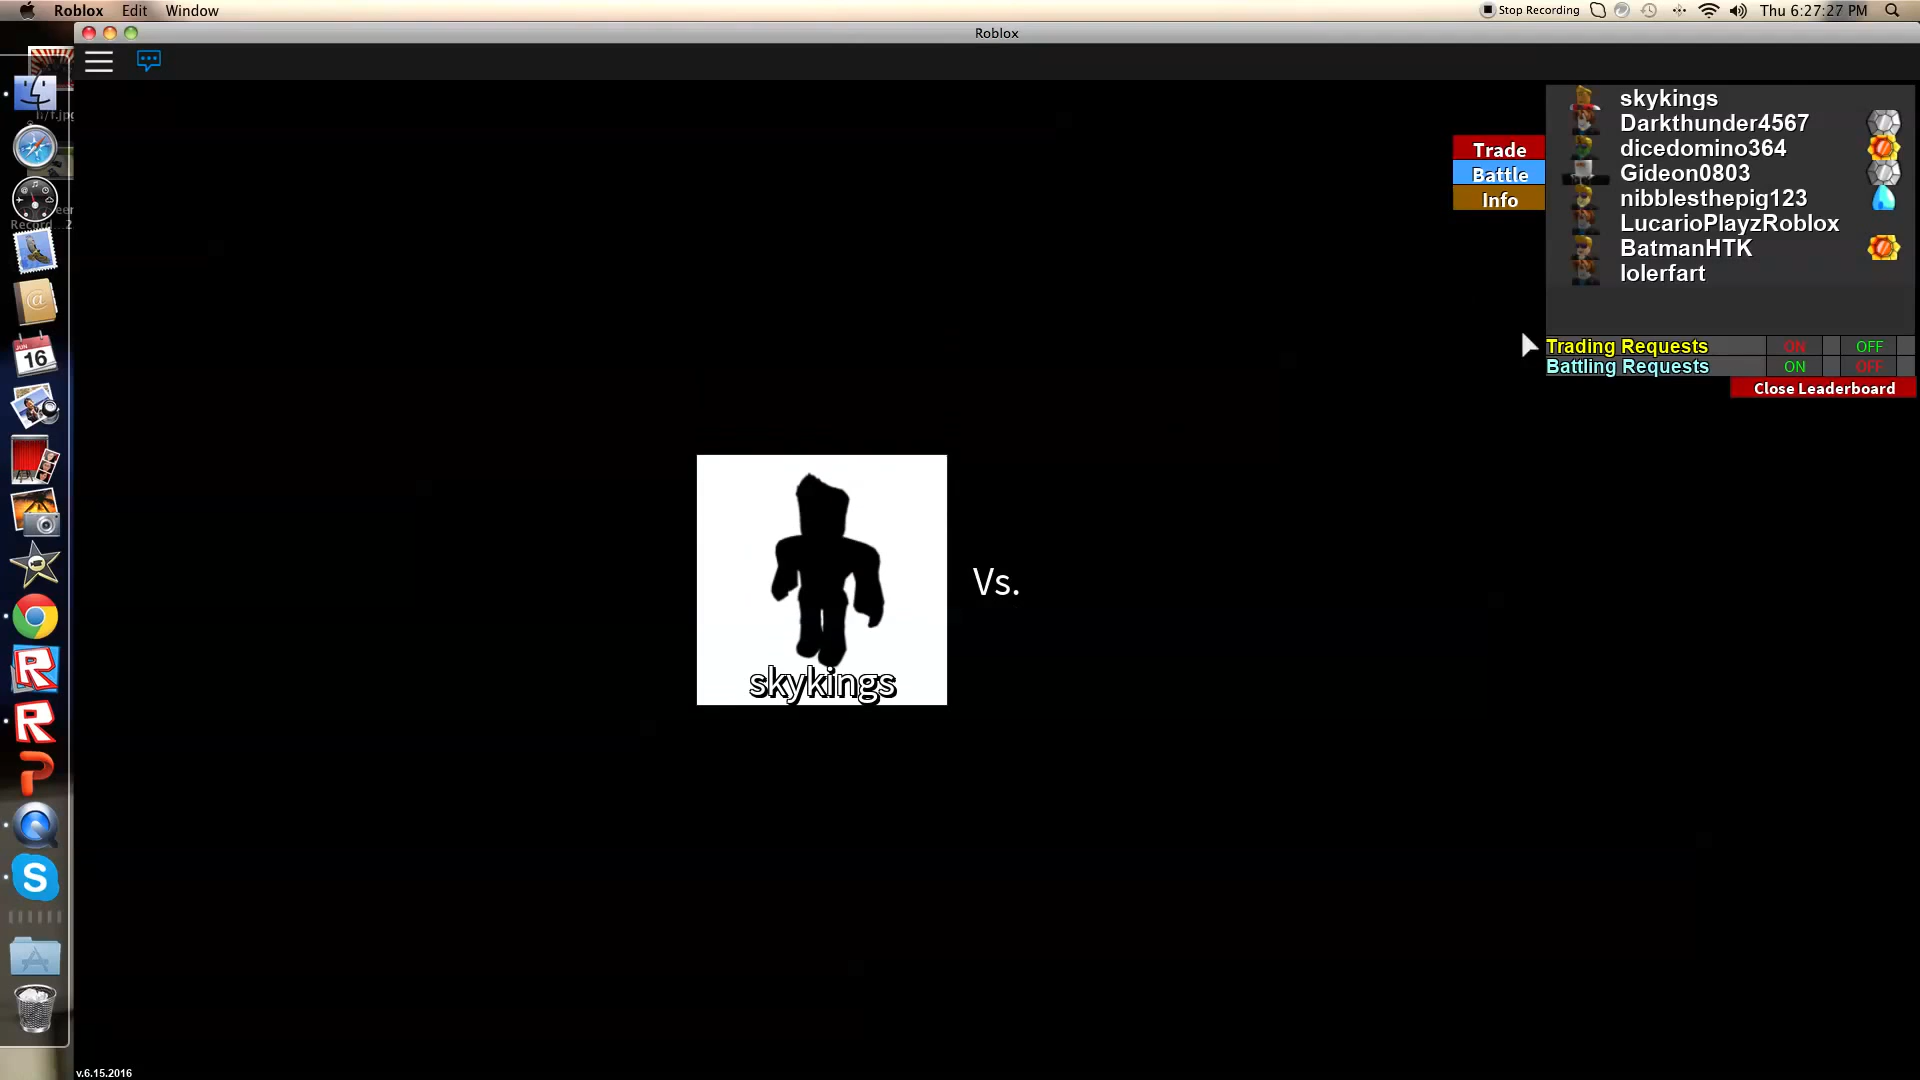 Roblox Edit Window
Stop Recording Thu 6:27:27 PM
Roblox
skykings
Darkthunder4567
Trade
dicedomino364
Battle
Gideon0803
Info
nibblesthepig123
LucarioPlayzRoblox
BatmanHTK
lolerfart
Trading Requests ON OFF
Battling Requests ON OFF
Close Leaderboard
JUN
16
Vs.
skykings
v.6.15.2016